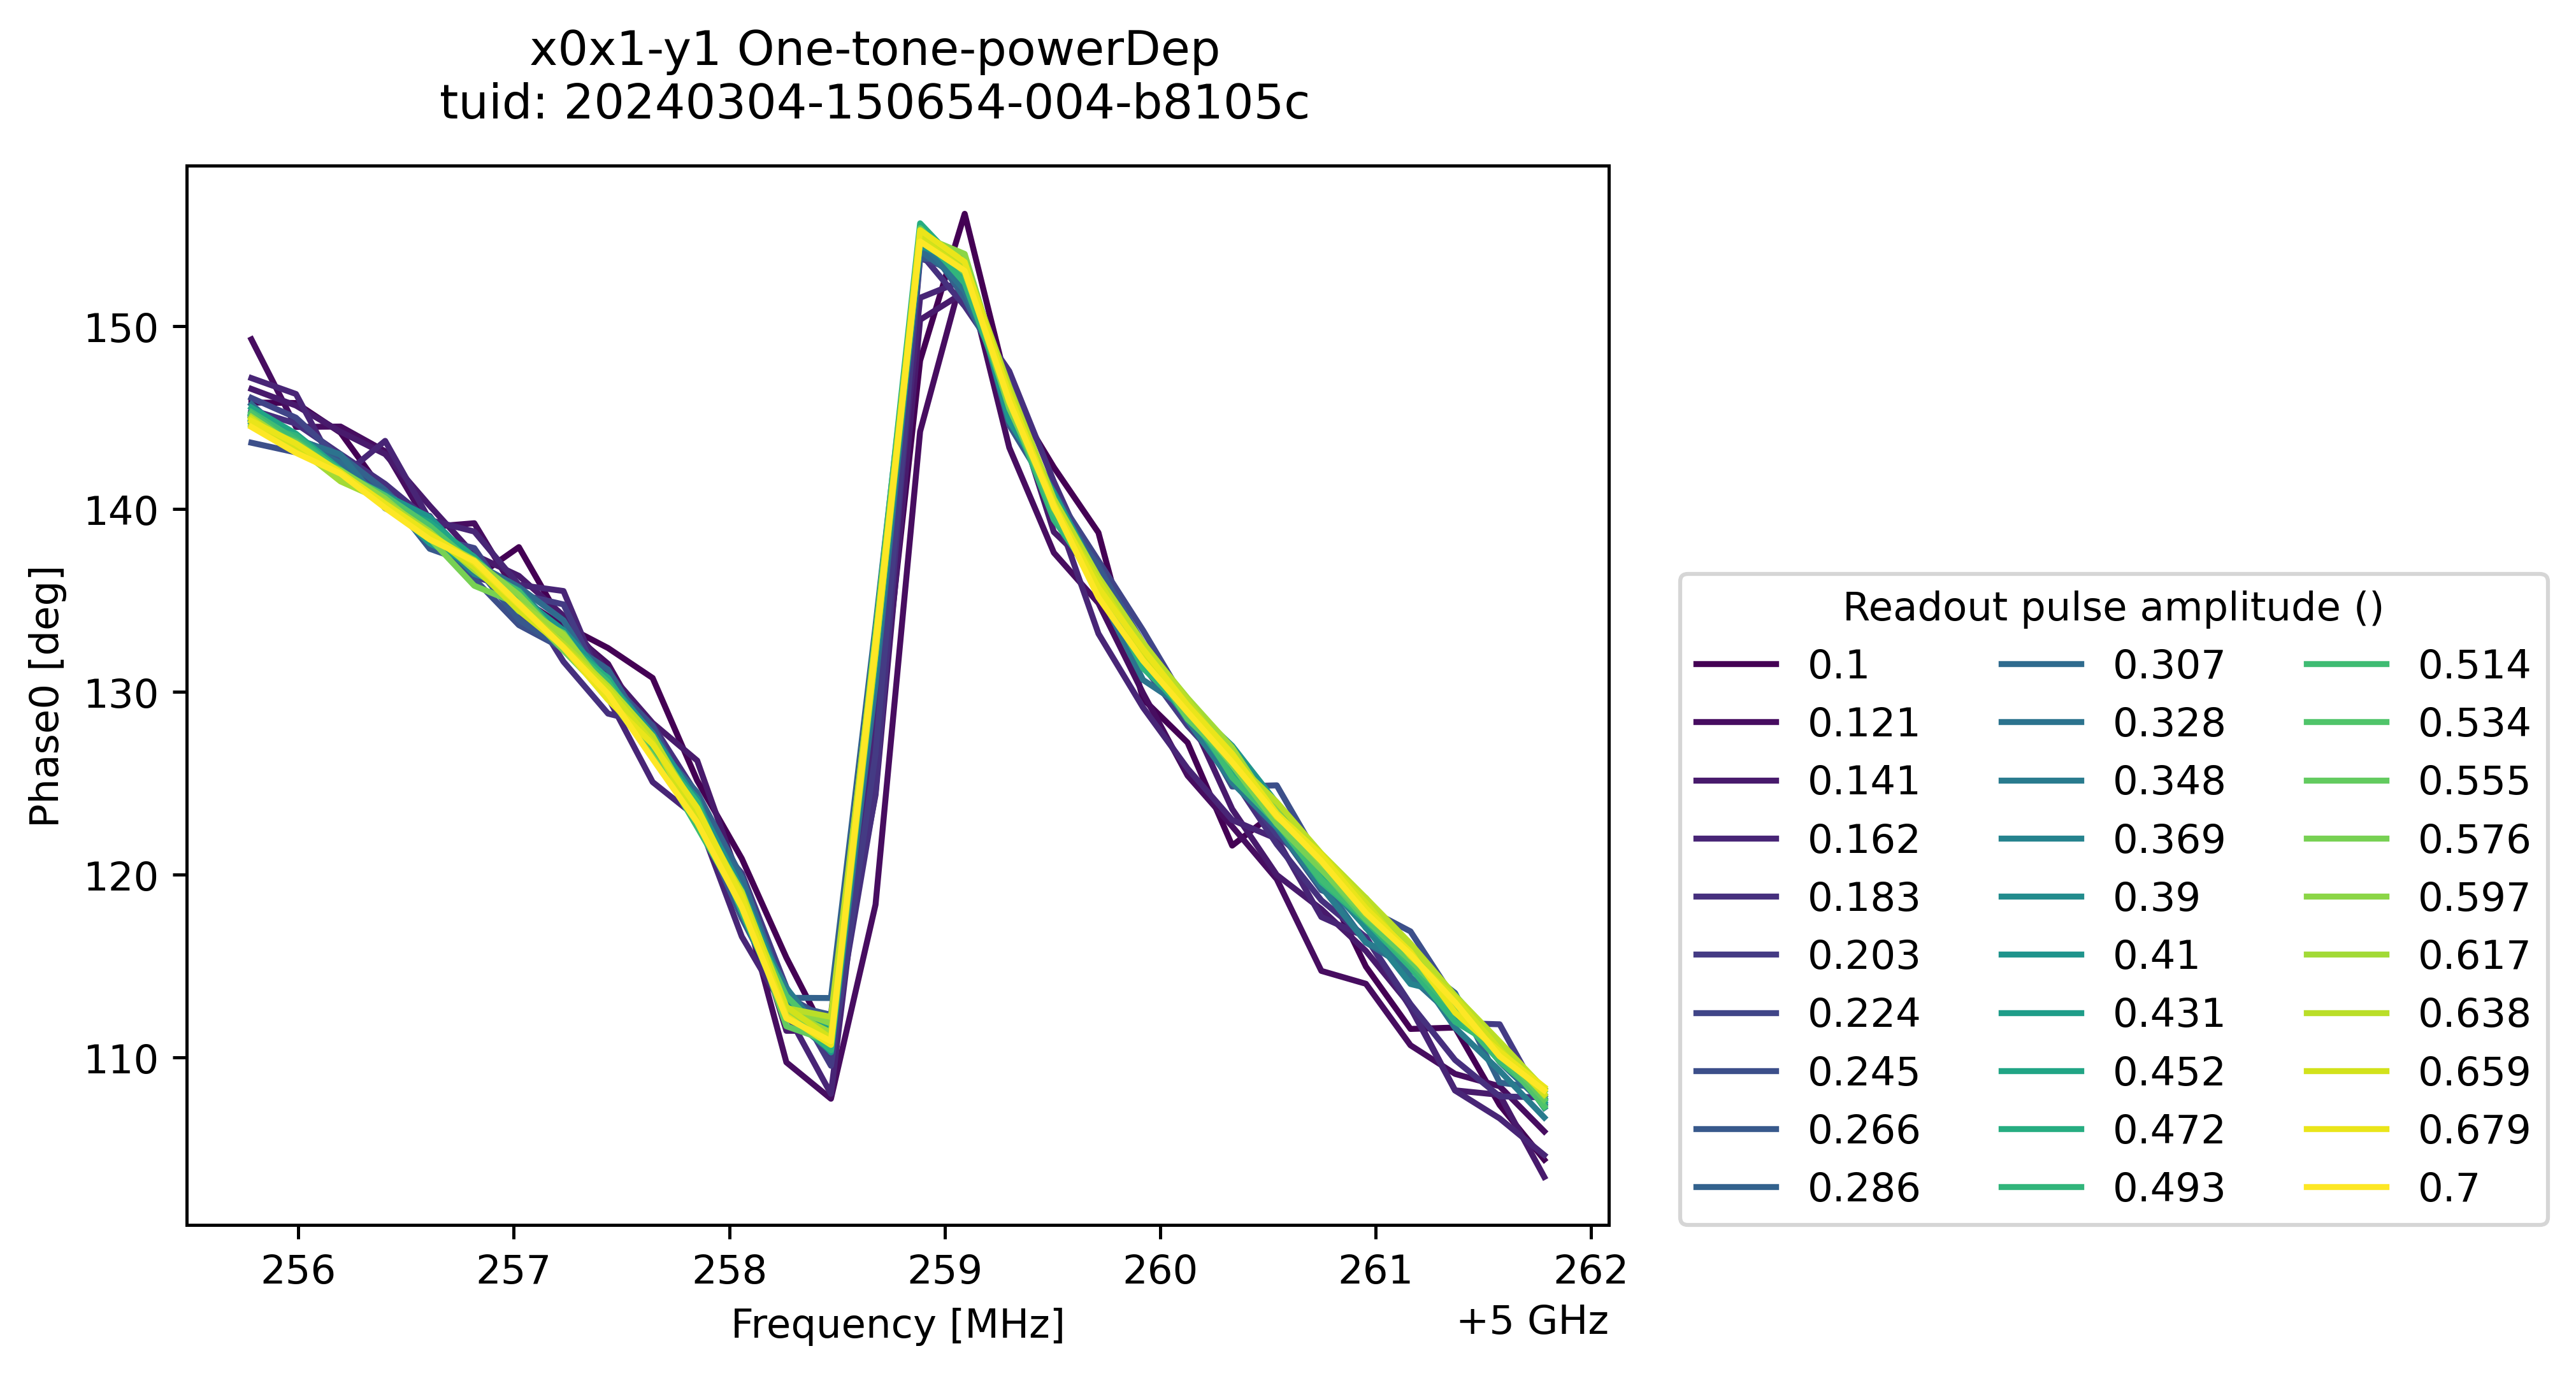 x0x1-y1 One-tone-powerDep
tuid: 20240304-150654-004-b8105c
Phase0 [deg]
150
140
130
120
110
256 257 258 259 260 261 262
Frequency [MHz]
+5 GHz
Readout pulse amplitude ()
0.1 0.307 0.514
0.121 0.328 0.534
0.141 0.348 0.555
0.162 0.369 0.576
0.183 0.39 0.597
0.203 0.41 0.617
0.224 0.431 0.638
0.245 0.452 0.659
0.266 0.472 0.679
0.286 0.493 0.7